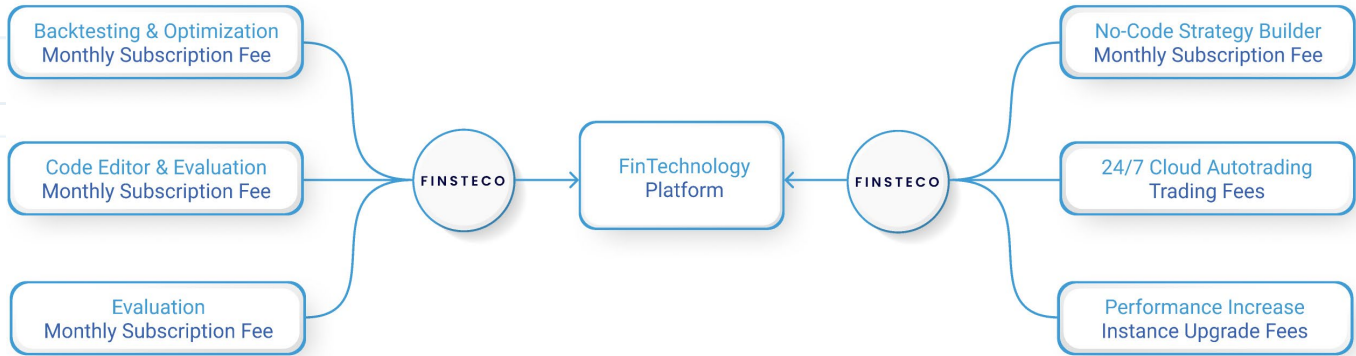 Backtesting & Optimization
Monthly Subscription Fee
Code Editor & Evaluation
Monthly Subscription Fee
Evaluation
Monthly Subscription Fee
FINSTECO
FinTechnology
Platform
FINSTECO
No-Code Strategy Builder
Monthly Subscription Fee
24/7 Cloud Autotrading
Trading Fees
Performance Increase
Instance Upgrade Fees